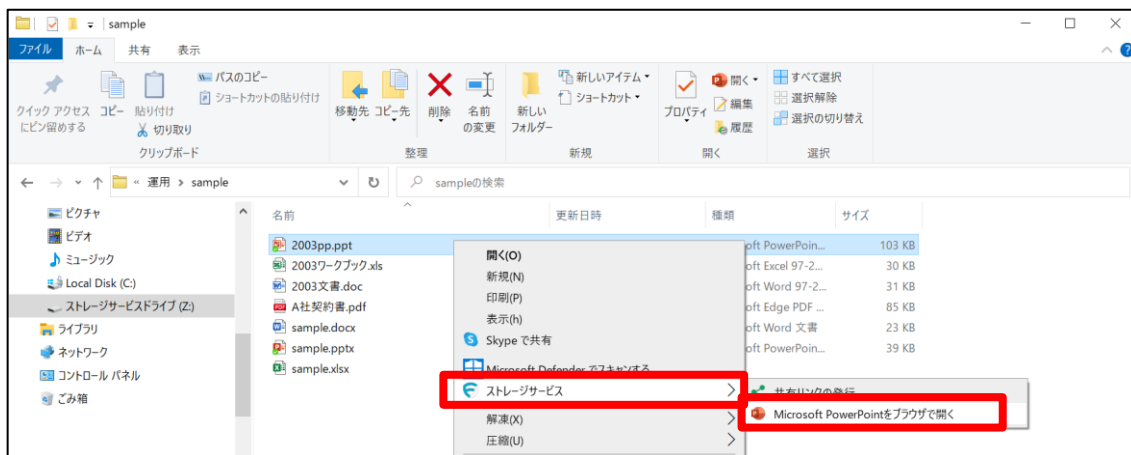 sample
ファイル ホーム 共有 表示
クイック アクセス
にピン留めする
コピー
貼り付け
パスのコピー
ショートカットの貼り付け
切り取り
クリップボード
移動先
コピー先
削除
名前
の変更
整理
新しい
フォルダー
新しいアイテム
ショートカット
新規
プロパティ
開く
編集
履歴
開く
すべて選択
選択解除
選択の切り替え
選択
« 運用 › sample
sampleの検索
ピクチャ
ビデオ
ミュージック
Local Disk (C:)
ストレージサービスドライブ (Z:)
ライブラリ
ネットワーク
コントロール パネル
ごみ箱
名前 更新日時 種類 サイズ
2003pp.ppt oft PowerPoin... 103 KB
2003ワークブック.xls oft Excel 97-2... 30 KB
2003文書.doc oft Word 97-2... 31 KB
A社契約書.pdf oft Edge PDF ... 85 KB
sample.docx oft Word 文書 23 KB
sample.pptx oft PowerPoin... 39 KB
sample.xlsx
開く(O)
新規(N)
印刷(P)
表示(h)
Skype で共有
Microsoft Defender でスキャンする
ストレージサービス
解凍(X)
圧縮(U)
共有リンクの発行
Microsoft PowerPointをブラウザで開く